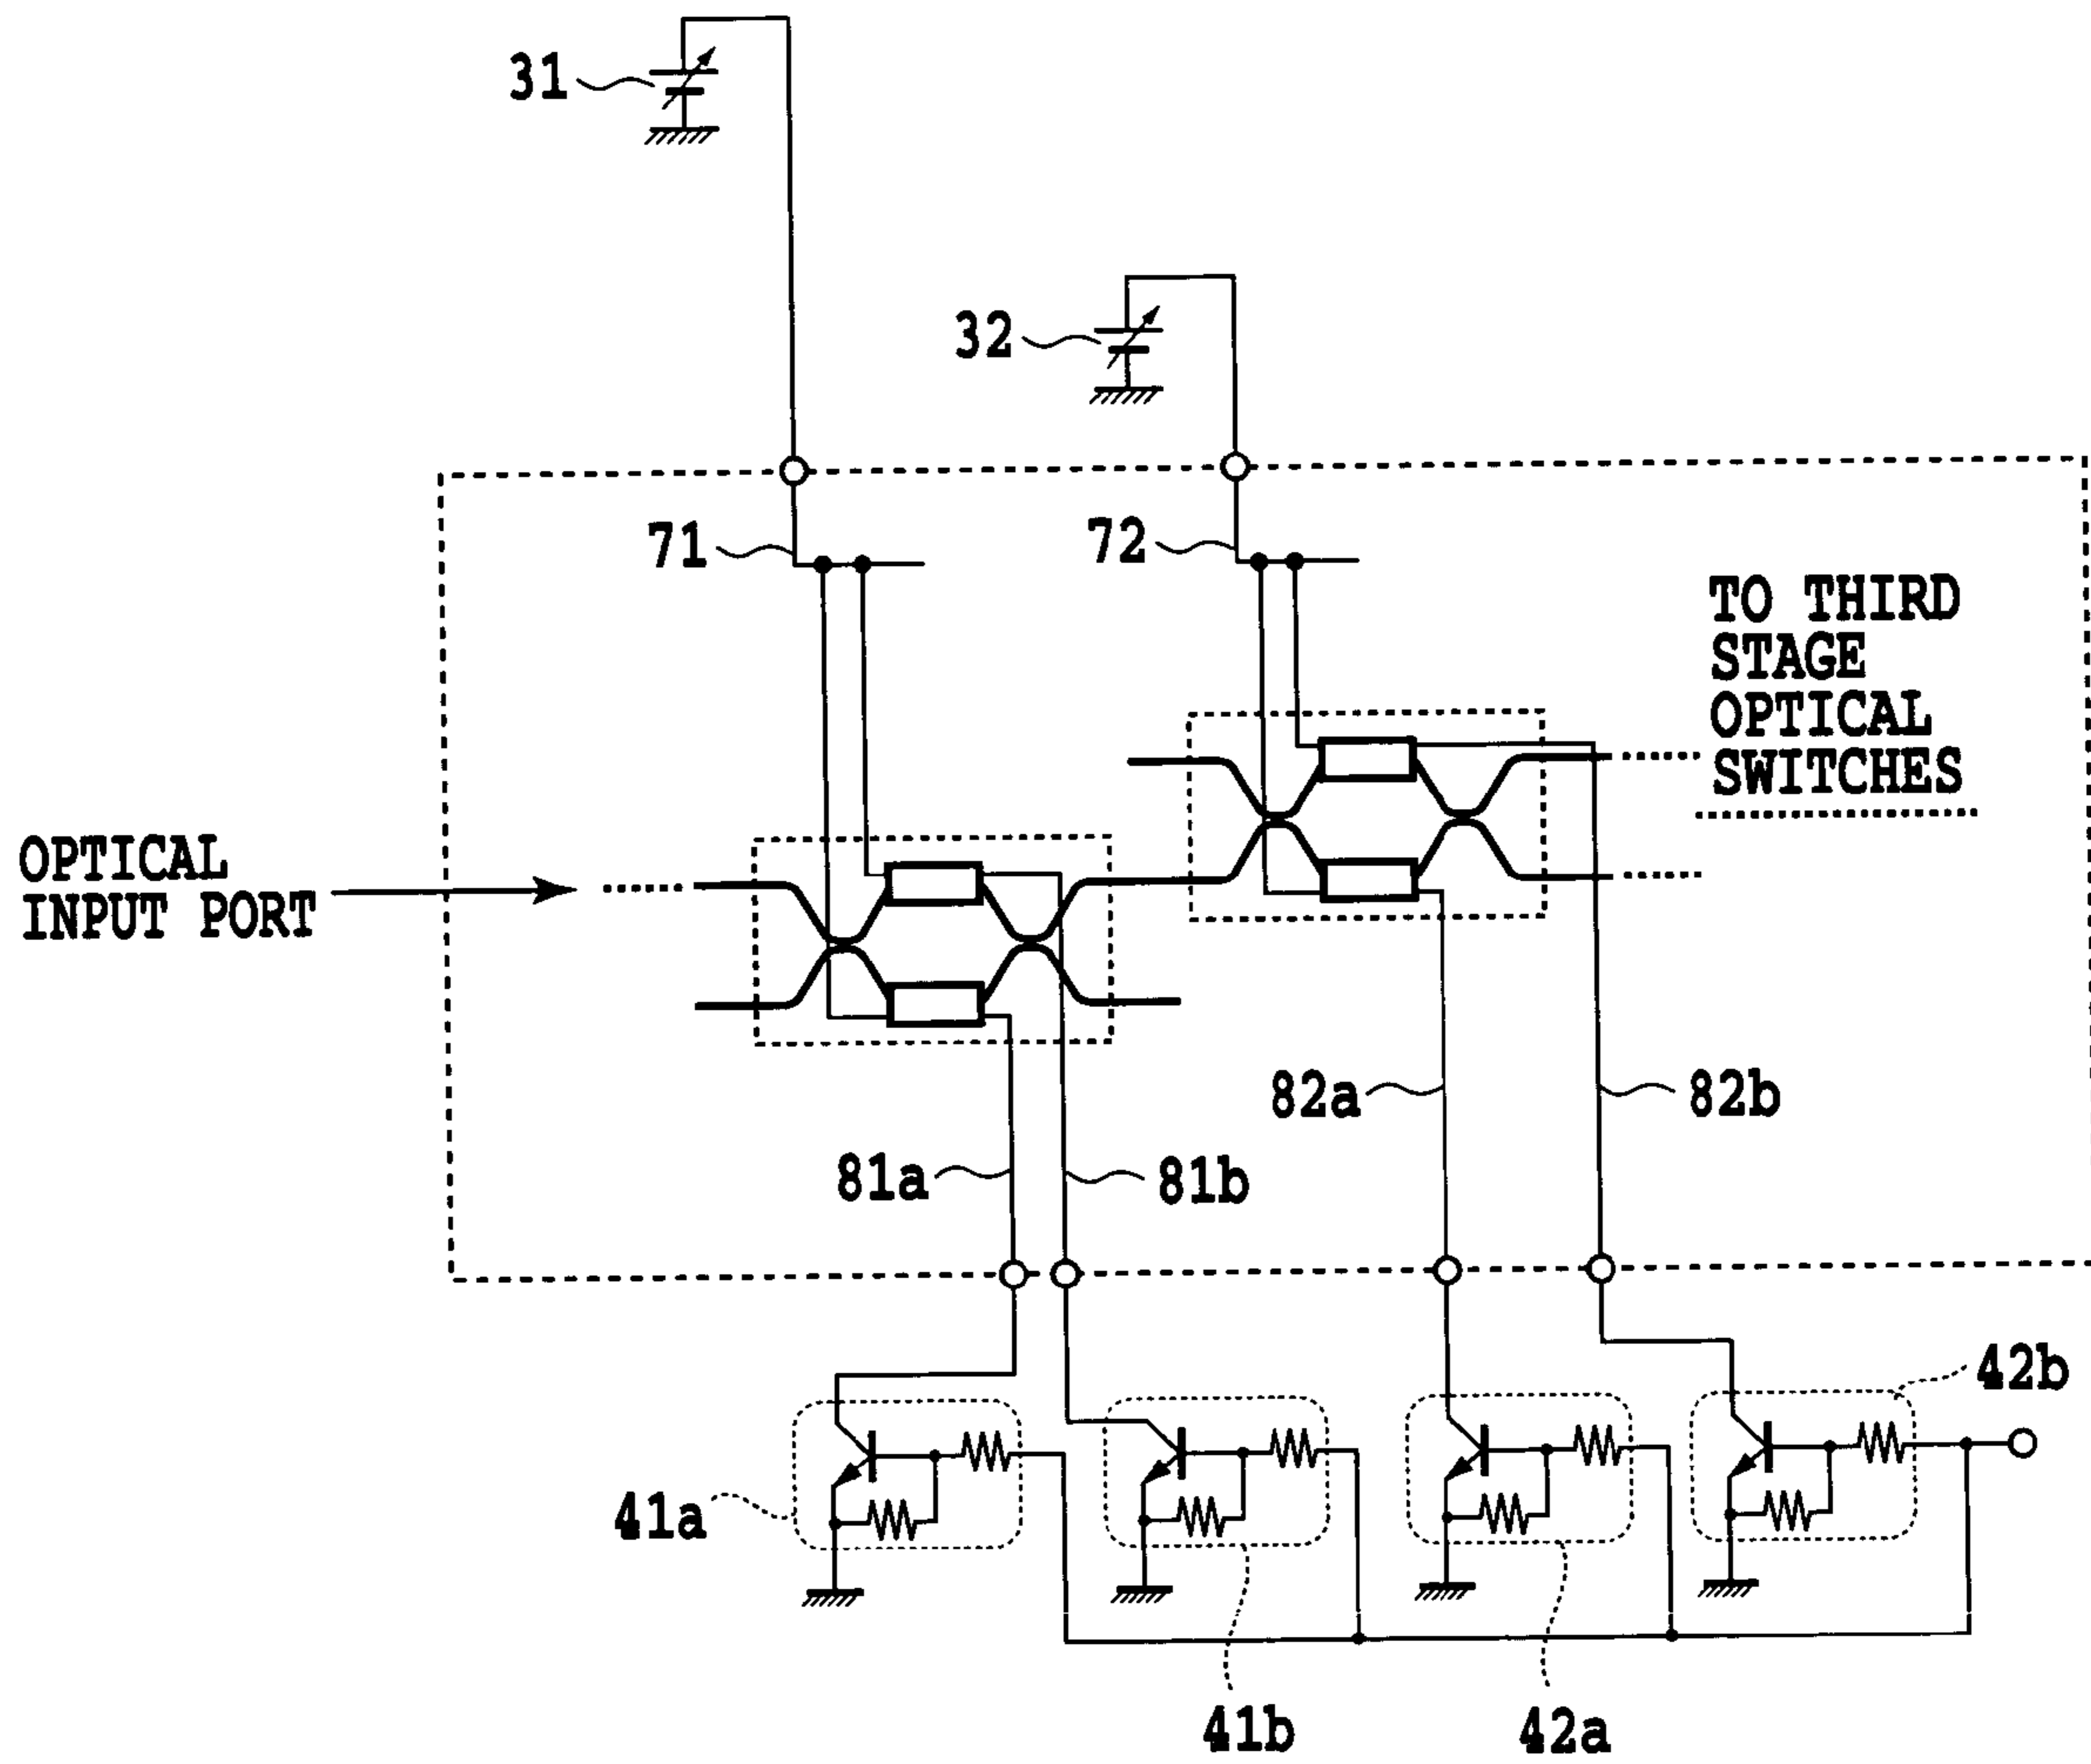 31
32
71
72
TO THIRD
STAGE
OPTICAL
SWITCHES
OPTICAL
INPUT PORT
82a
82b
81a
81b
42b
41a
41b
42a